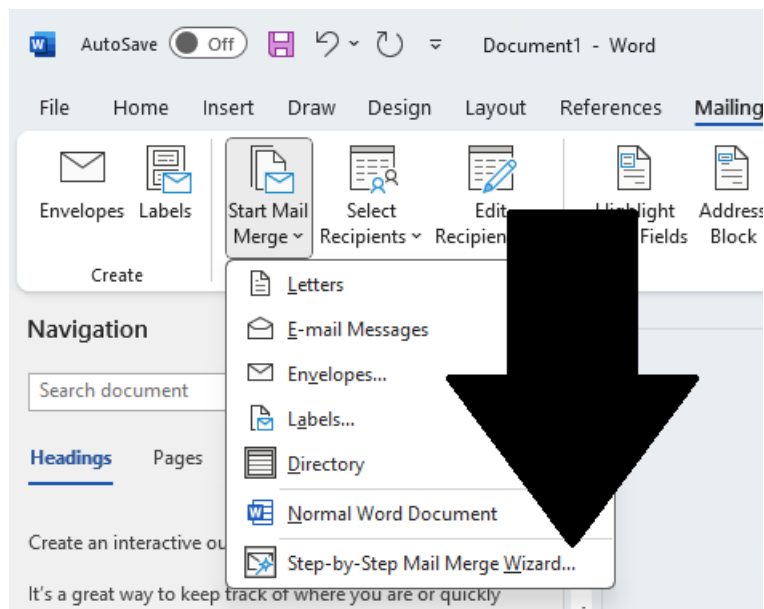 W AutoSave Off Document1 - Word
File Home Insert Draw Design Layout References Mailing
Envelopes Labels Start Mail Merge Select Recipients Edit Highlight Fields Address Block
Create
Letters
E-mail Messages
Envelopes...
Labels...
Directory
Normal Word Document
Step-by-Step Mail Merge Wizard...
Navigation
Search document
Headings Pages
Create an interactive
It's a great way to keep track of where you are or quickly